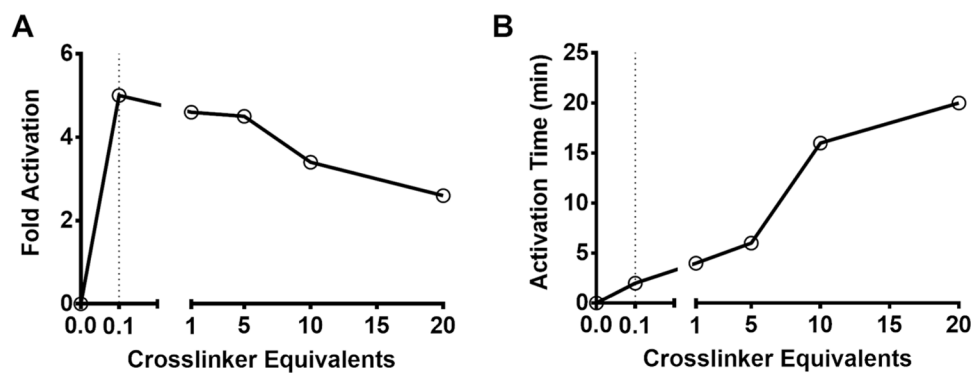 A
Fold Activation
6
4
2
0
0.0 0.1 1 5 10 15 20
Crosslinker Equivalents
B
Activation Time (min)
25
20
15
10
5
0
0.0 0.1 1 5 10 15 20
Crosslinker Equivalents